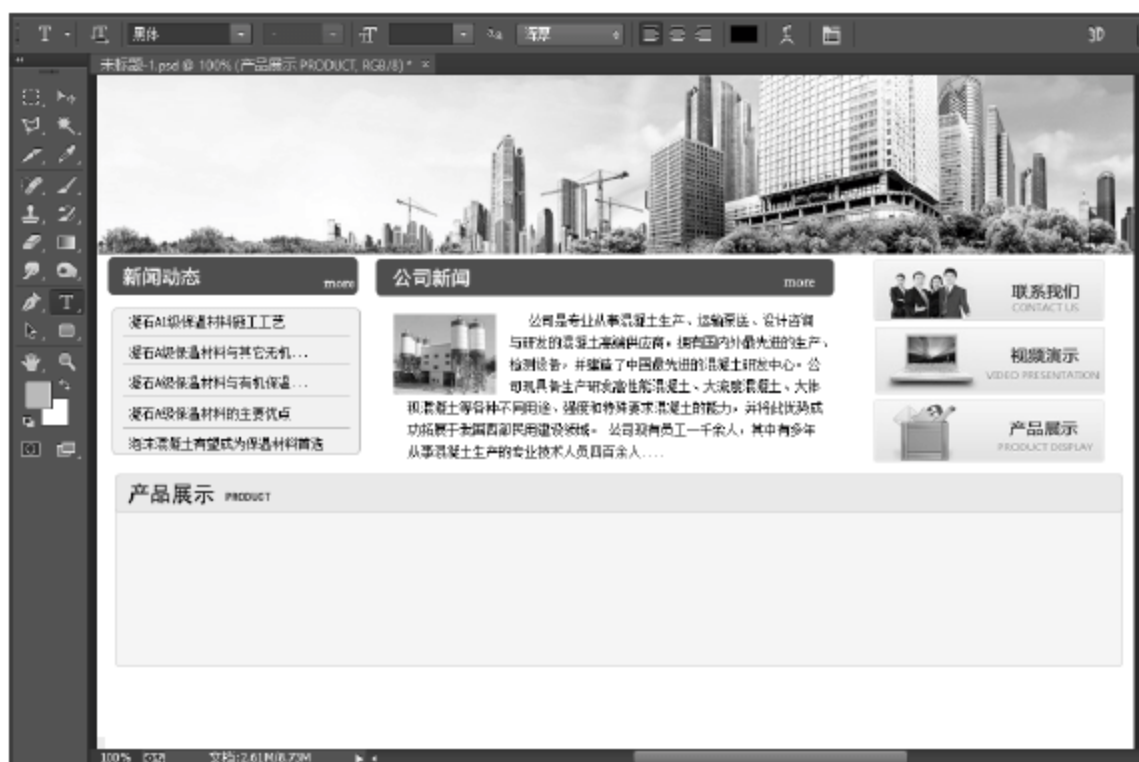 T T 黑体 T aa 浑厚 3D
未标题-1.psd @ 100% (产品展示 PRODUCT, RGB/8) * ×
新闻动态 more
凝石A1级保温材料施工工艺
凝石A级保温材料与其它无机...
凝石A级保温材料与有机保温...
凝石A级保温材料的主要优点
泡沫混凝土有望成为保温材料首选
公司新闻 more
公司是专业从事混凝土生产、运输泵送、设计咨询
与研发的混凝土高端供应商。拥有国内外最先进的生产、
检测设备，并建造了中国最先进的混凝土研发中心。公
司现具备生产研发高性能混凝土、大流态混凝土、大体
积混凝土等各种不同用途、强度和特殊要求混凝土的能力，并将此优势成
功拓展于我国西部民用建设领域。 公司现有员工一千余人，其中有多年
从事混凝土生产的专业技术人员四百余人....
联系我们
CONTACT US
视频演示
VIDEO PRESENTATION
产品展示
PRODUCT DISPLAY
产品展示 PRODUCT
100% 文档:2.61M/8.73M